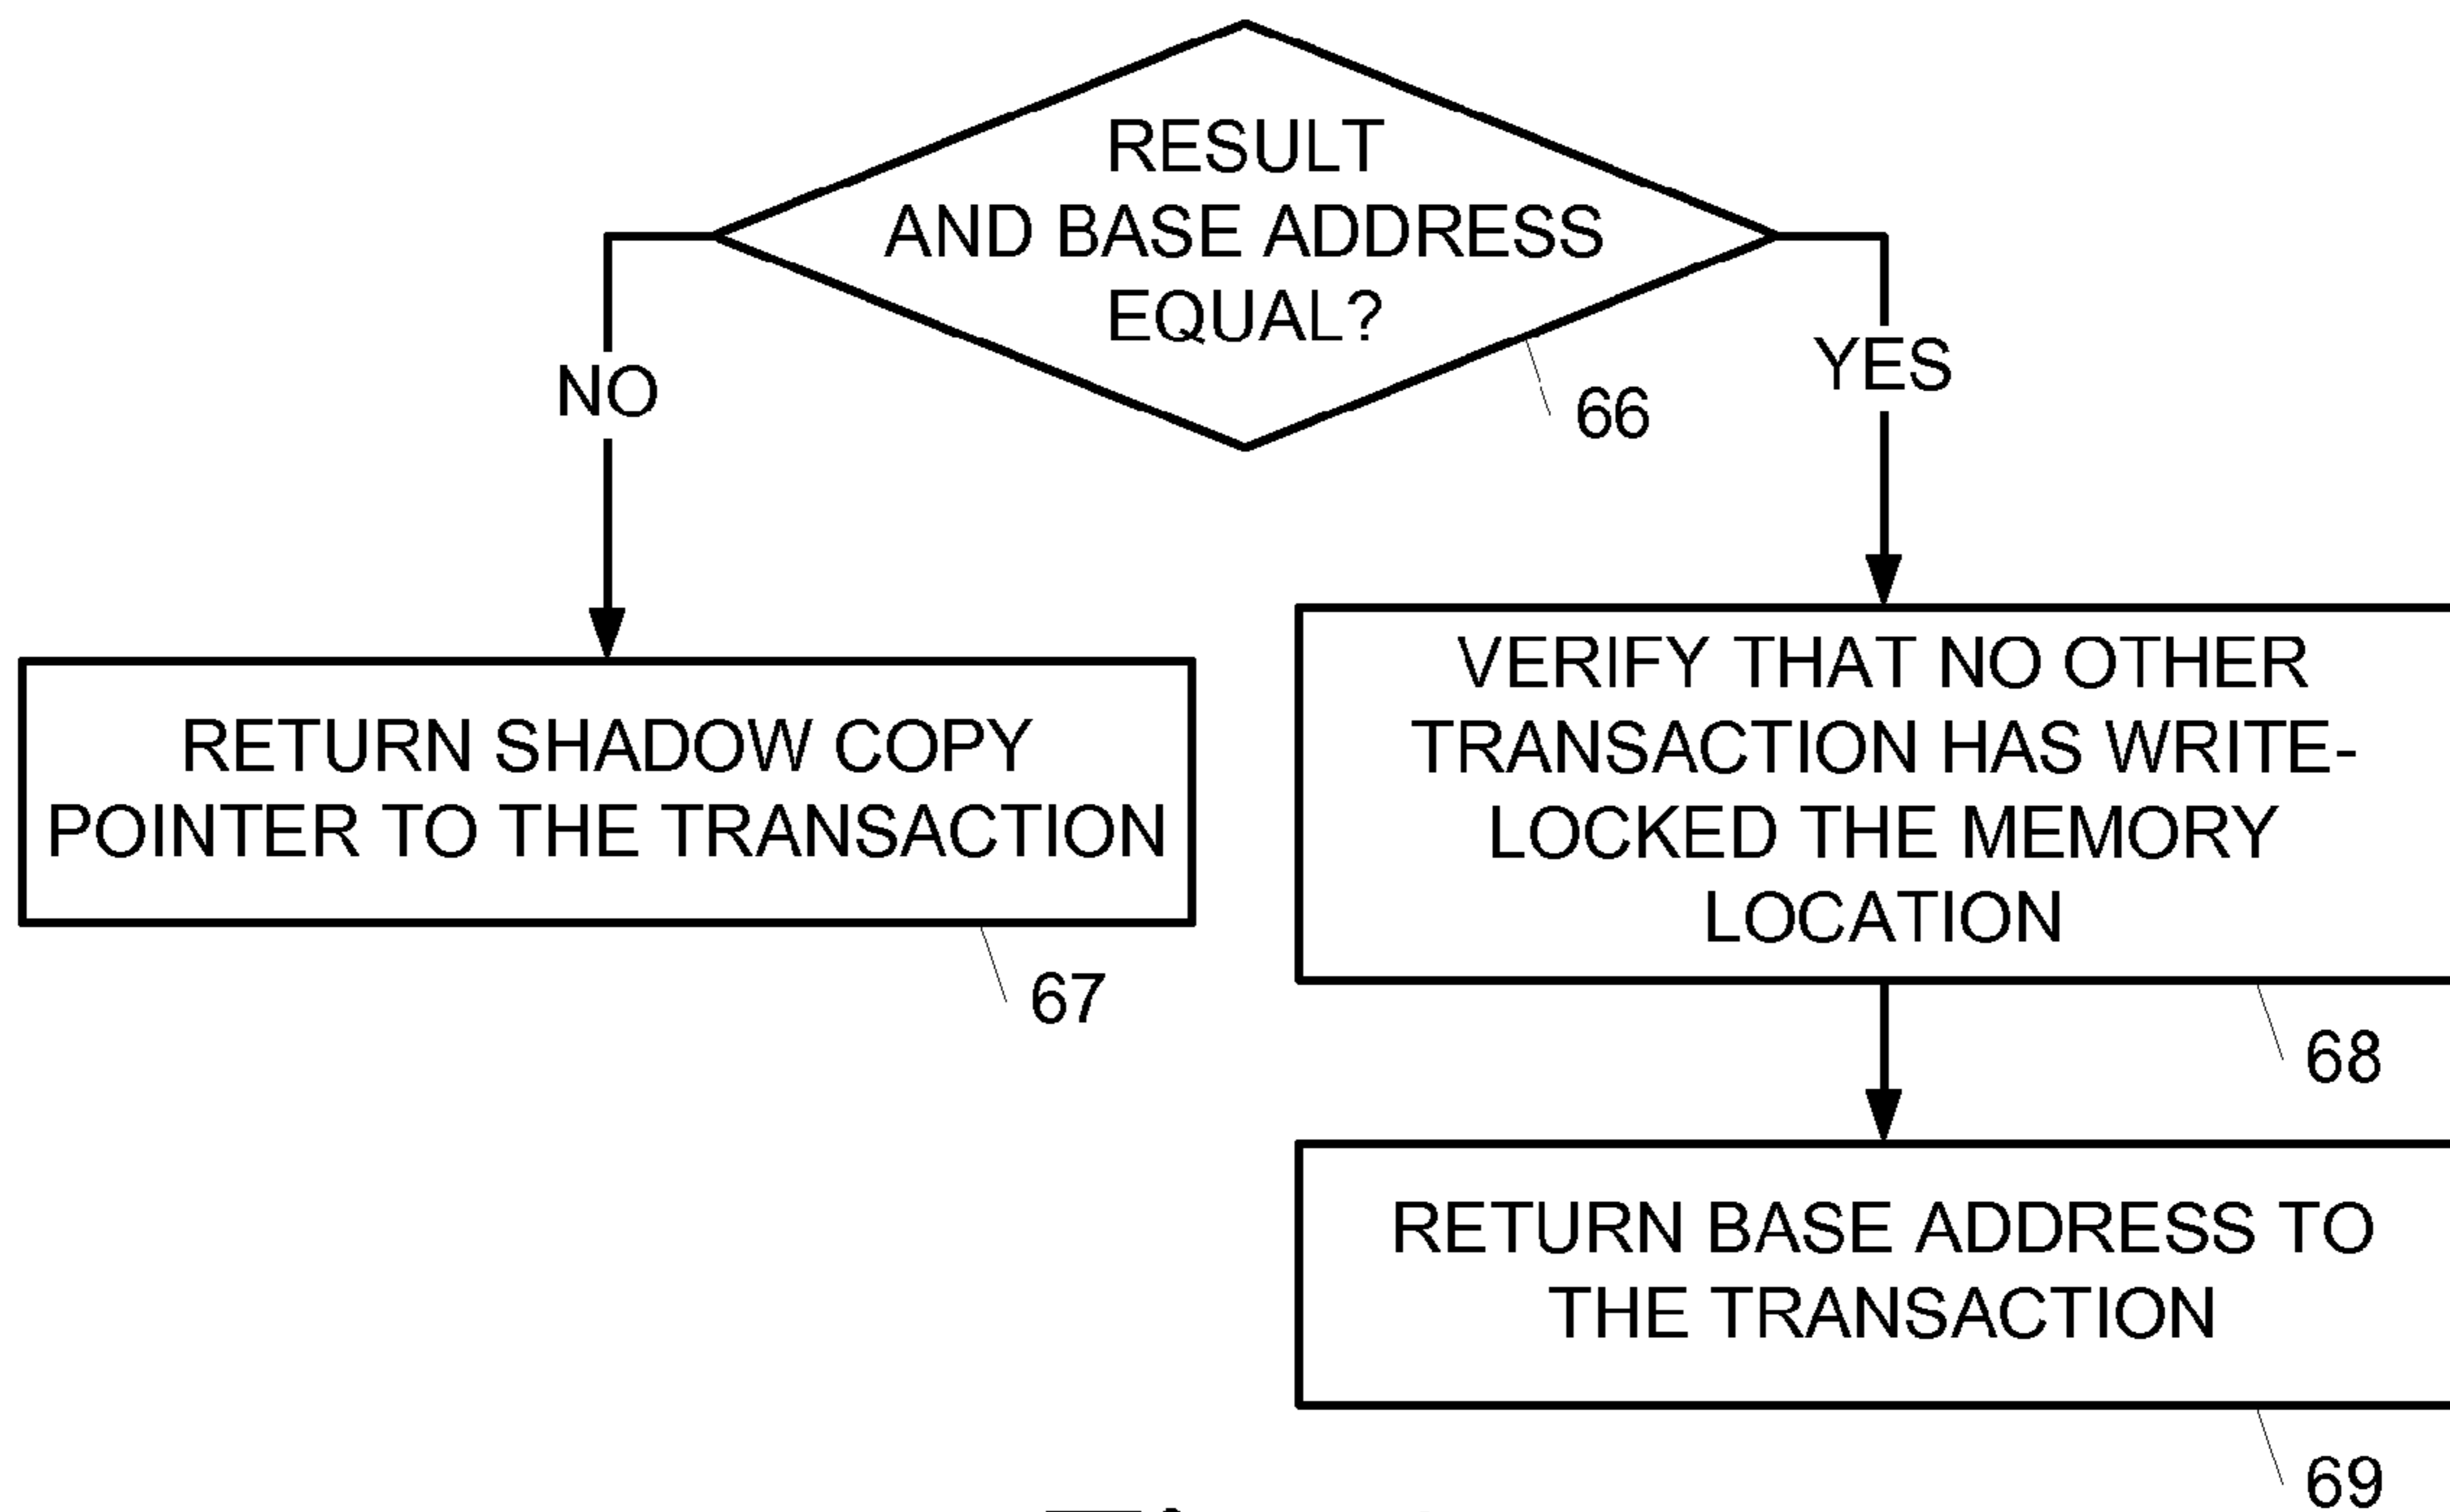 RESULT
AND BASE ADDRESS
EQUAL?
NO
YES
66
RETURN SHADOW COPY
POINTER TO THE TRANSACTION
67
VERIFY THAT NO OTHER
TRANSACTION HAS WRITE-
LOCKED THE MEMORY
LOCATION
68
RETURN BASE ADDRESS TO
THE TRANSACTION
69